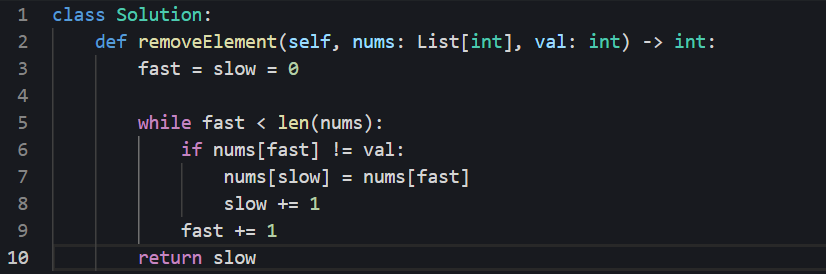 1 class Solution:
2     def removeElement(self, nums: List[int], val: int) -> int:
3         fast = slow = 0
4
5         while fast < len(nums):
6             if nums[fast] != val:
7                 nums[slow] = nums[fast]
8                 slow += 1
9             fast += 1
10         return slow